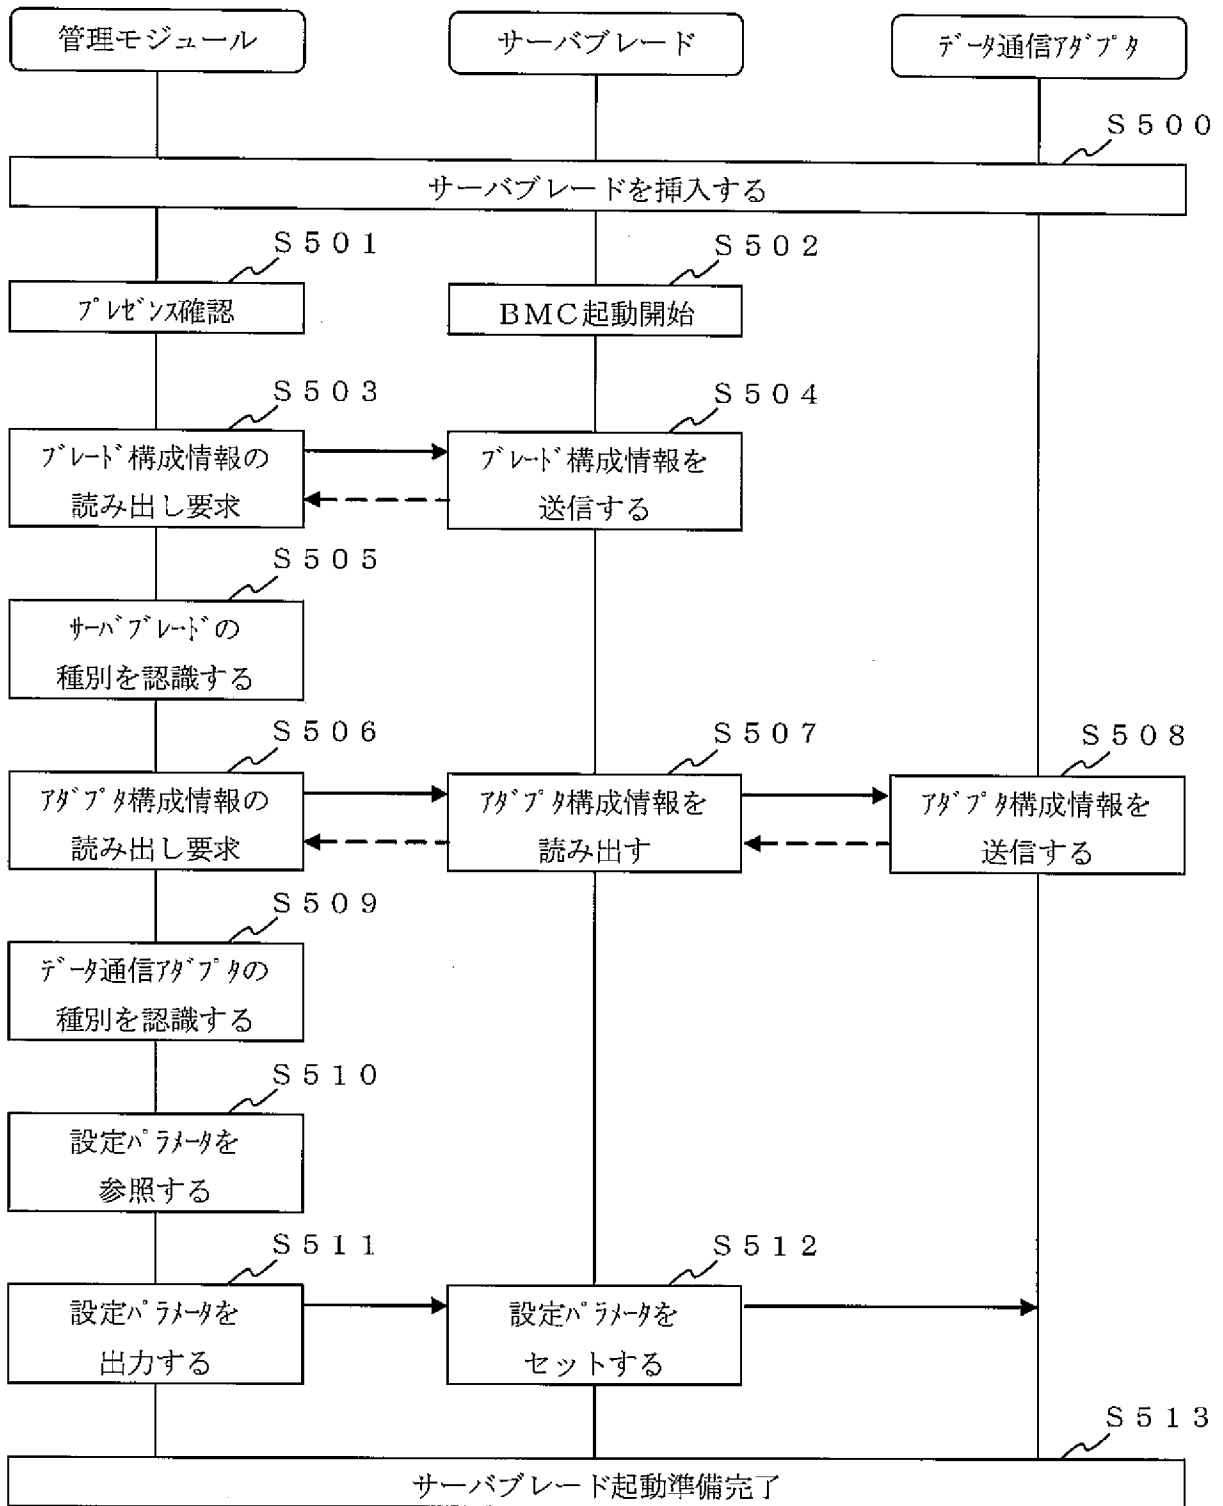 管理モジュール
サーバブレード
データ通信アダプタ
S500
サーバブレードを挿入する
S501
S502
プレゼンス確認
BMC起動開始
S503
S504
ブレード構成情報の
読み出し要求
ブレード構成情報を
送信する
S505
サーバブレードの
種別を認識する
S506
S507
S508
アダプタ構成情報の
読み出し要求
アダプタ構成情報を
読み出す
アダプタ構成情報を
送信する
S509
データ通信アダプタの
種別を認識する
S510
設定パラメータを
参照する
S511
S512
設定パラメータを
出力する
設定パラメータを
セットする
S513
サーバブレード起動準備完了